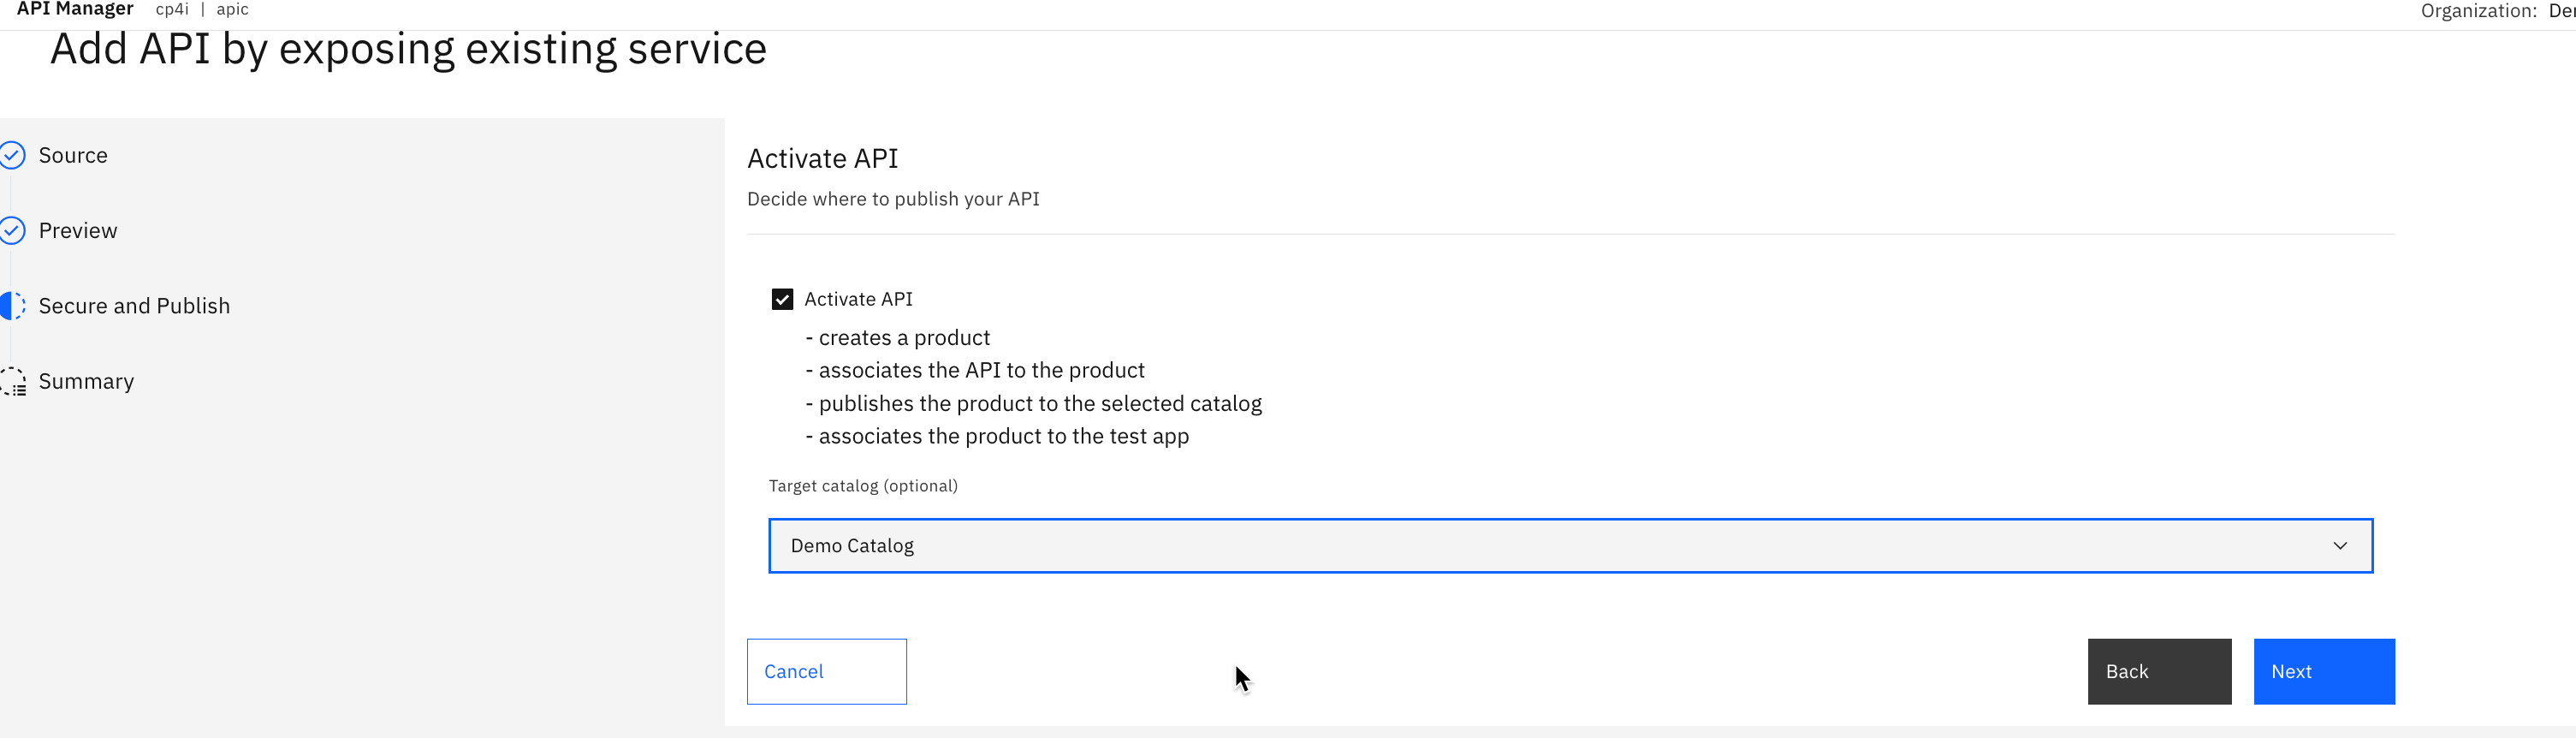 API Manager cp4i | apic Organization:
Add API by exposing existing service
Source
Preview
Secure and Publish
Summary
Activate API
Decide where to publish your API
Activate API
- creates a product
- associates the API to the product
- publishes the product to the selected catalog
- associates the product to the test app
Target catalog (optional)
Demo Catalog
Cancel
Back
Next